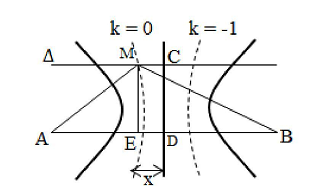 k = 0 k = -1
Δ M C
A E D B
x